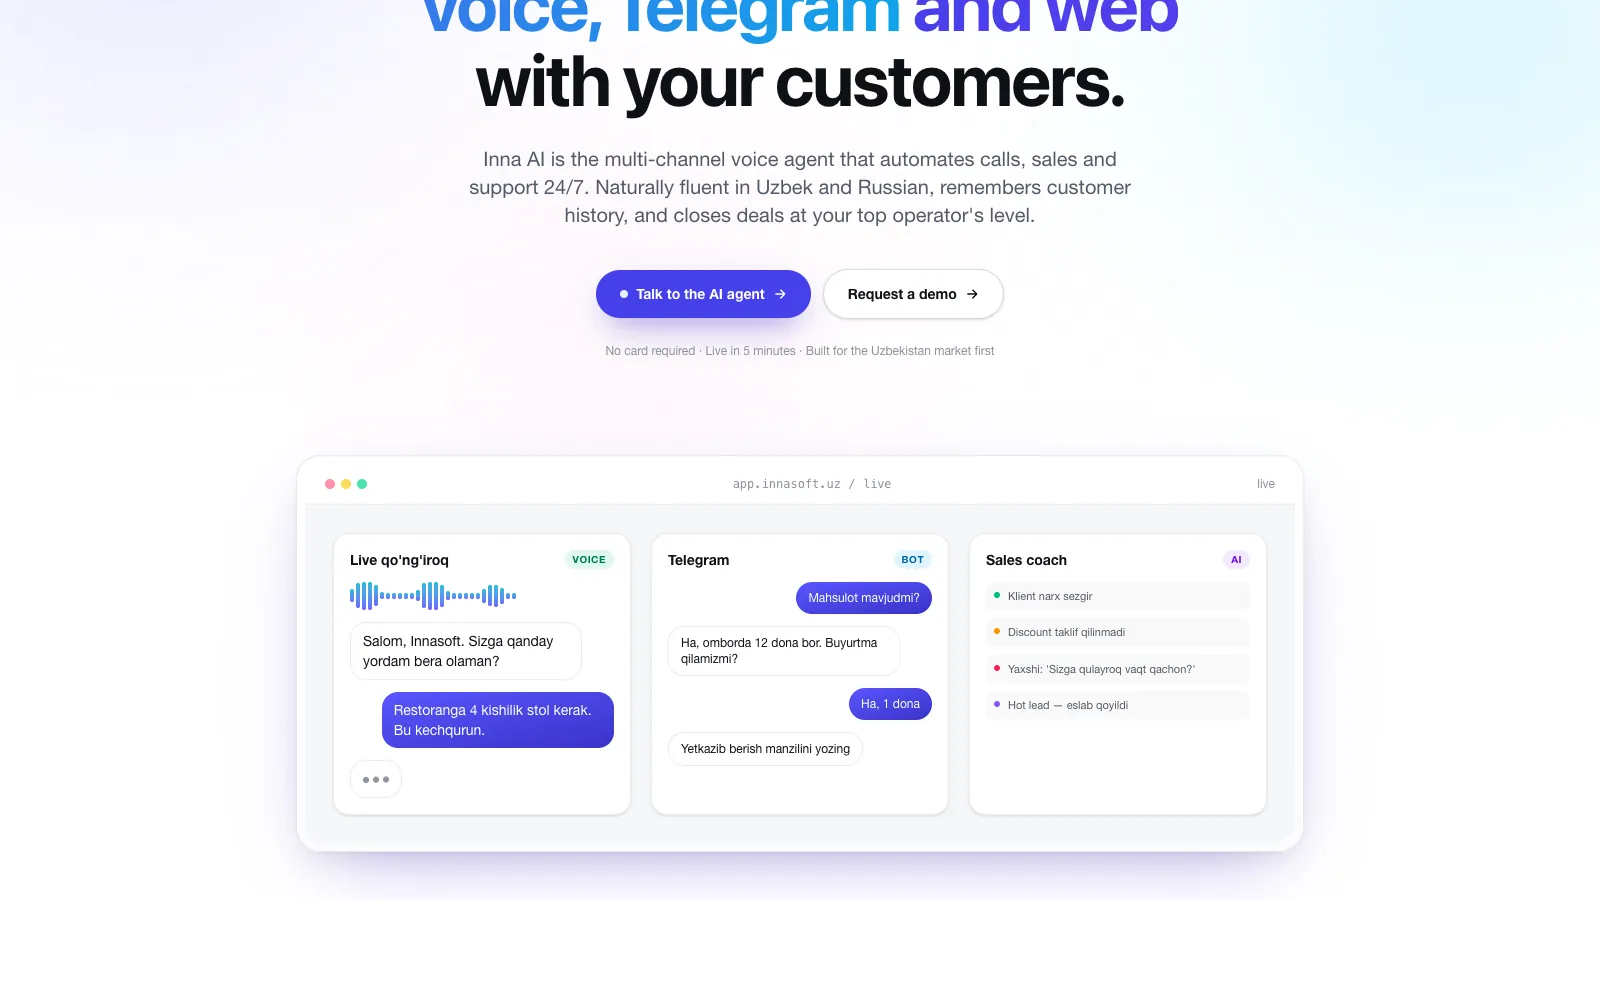 Voice, Telegram and web
with your customers.
Inna AI is the multi-channel voice agent that automates calls, sales and
support 24/7. Naturally fluent in Uzbek and Russian, remembers customer
history, and closes deals at your top operator's level.
Talk to the AI agent →
Request a demo →
No card required · Live in 5 minutes · Built for the Uzbekistan market first
app.innasoft.uz / live
live
Live qo'ng'iroq
VOICE
Salom, Innasoft. Sizga qanday
yordam bera olaman?
Restoranga 4 kishilik stol kerak.
Bu kechqurun.
Telegram
BOT
Mahsulot mavjudmi?
Ha, omborda 12 dona bor. Buyurtma
qilamizmi?
Ha, 1 dona
Yetkazib berish manzilini yozing
Sales coach
AI
Klient narx sezgir
Discount taklif qilinmadi
Yaxshi: 'Sizga qulayroq vaqt qachon?'
Hot lead — eslab qoyildi